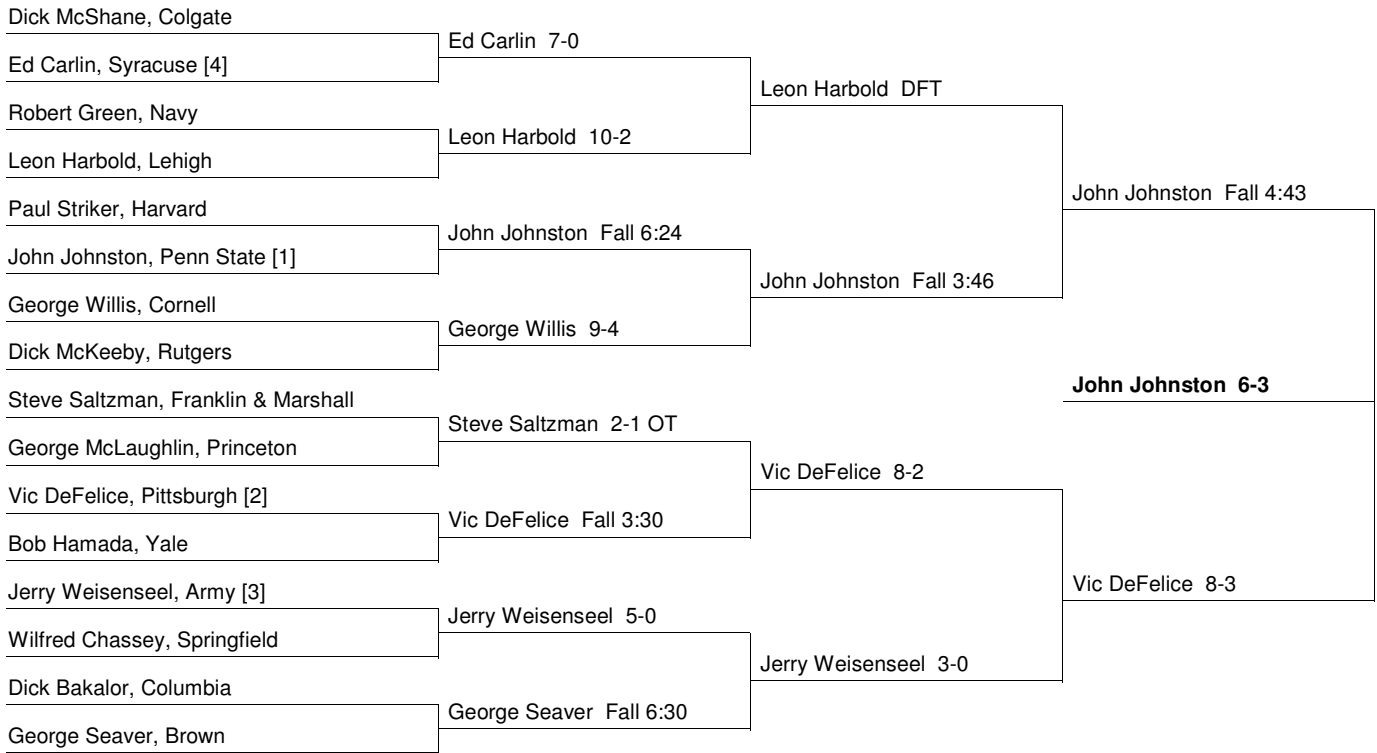 Dick McShane, Colgate
Ed Carlin, Syracuse [4]
Robert Green, Navy
Leon Harbold, Lehigh
Paul Striker, Harvard
John Johnston, Penn State [1]
George Willis, Cornell
Dick McKeeby, Rutgers
Steve Saltzman, Franklin & Marshall
George McLaughlin, Princeton
Vic DeFelice, Pittsburgh [2]
Bob Hamada, Yale
Jerry Weisenseel, Army [3]
Wilfred Chassey, Springfield
Dick Bakalor, Columbia
George Seaver, Brown
Ed Carlin 7-0
Leon Harbold 10-2
John Johnston Fall 6:24
George Willis 9-4
Steve Saltzman 2-1 OT
Vic DeFelice Fall 3:30
Jerry Weisenseel 5-0
George Seaver Fall 6:30
Leon Harbold DFT
John Johnston Fall 3:46
Vic DeFelice 8-2
Jerry Weisenseel 3-0
John Johnston Fall 4:43
Vic DeFelice 8-3
John Johnston 6-3